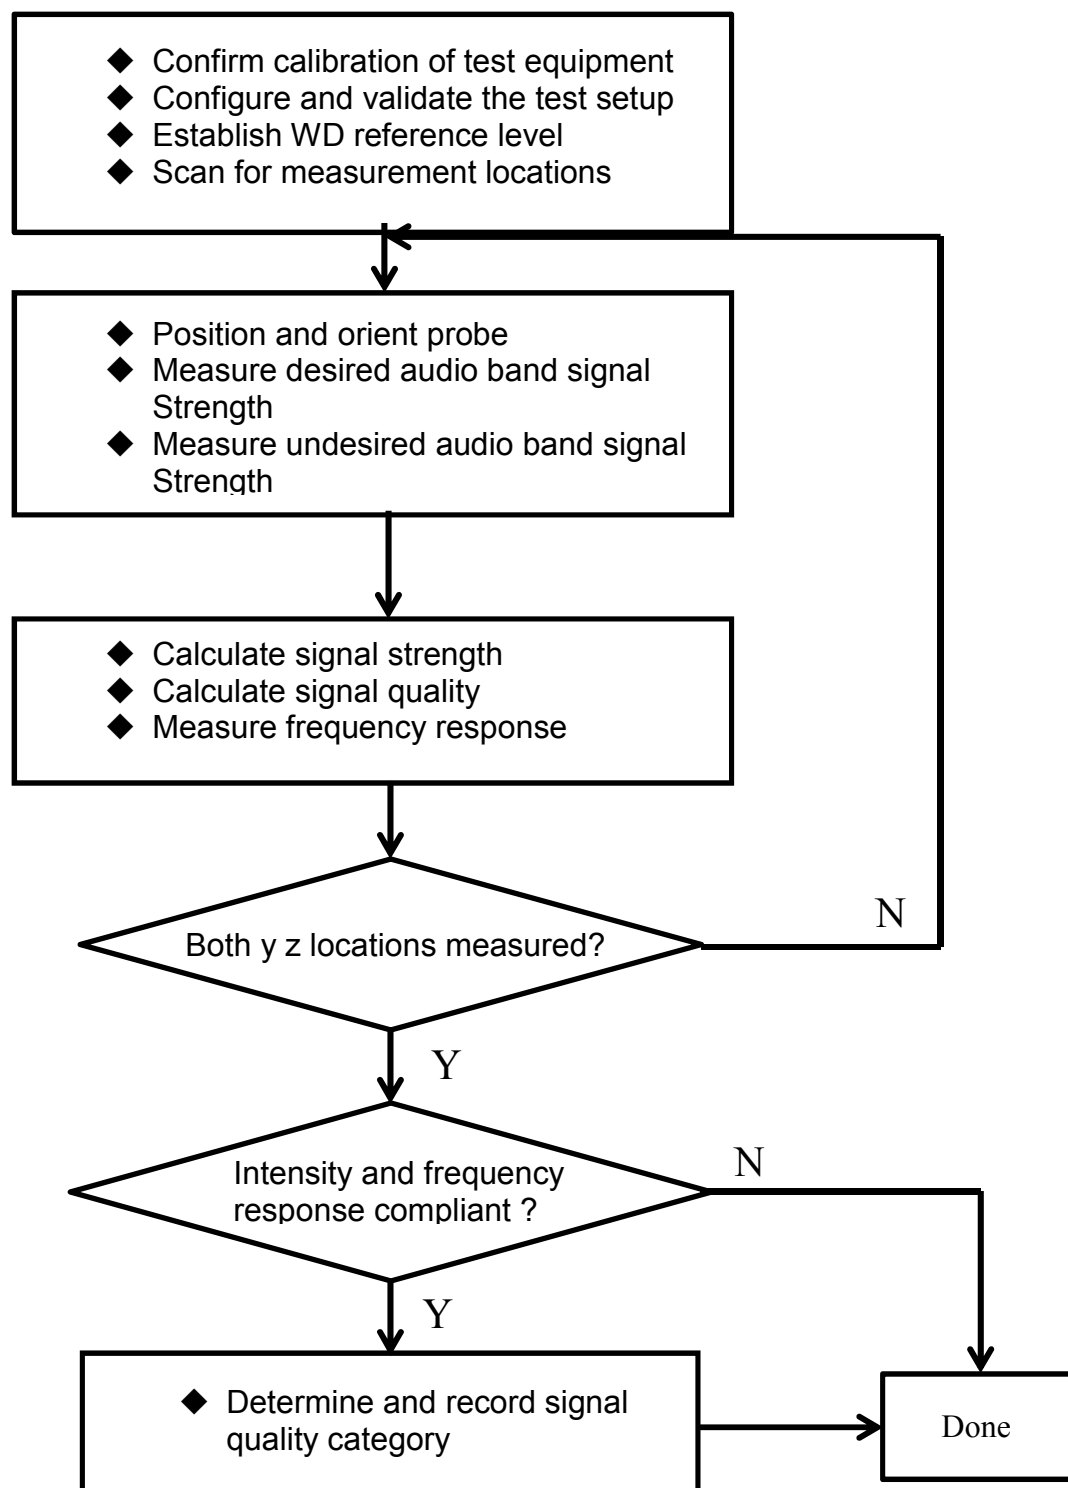 ◆ Confirm calibration of test equipment
◆ Configure and validate the test setup
◆ Establish WD reference level
◆ Scan for measurement locations
◆ Position and orient probe
◆ Measure desired audio band signal
Strength
◆ Measure undesired audio band signal
Strength
◆ Calculate signal strength
◆ Calculate signal quality
◆ Measure frequency response
Both y z locations measured?
N
Y
Intensity and frequency
response compliant ?
N
Y
◆ Determine and record signal
quality category
Done